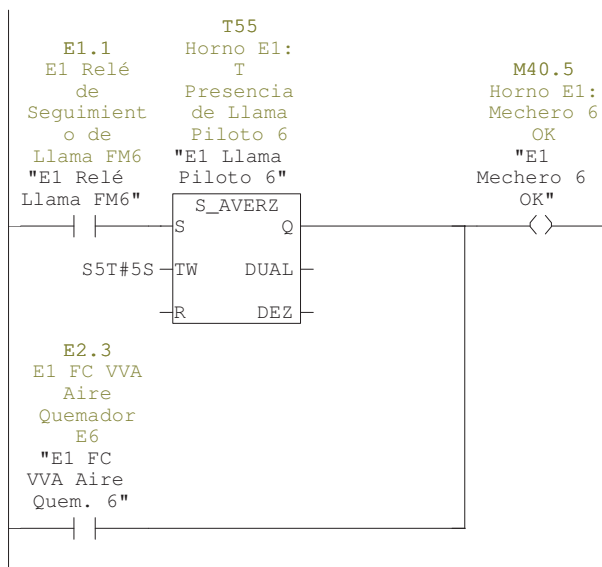 T55
Horno E1:
T
Presencia
de Llama
Piloto 6
"E1 Llama
Piloto 6"
E1.1
E1 Relé
de
Seguimient
o de
Llama FM6
"E1 Relé
Llama FM6"
M40.5
Horno E1:
Mechero 6
OK
"E1
Mechero 6
OK"
S_AVERZ
S Q
S5T#5S TW DUAL
R DEZ
E2.3
E1 FC VVA
Aire
Quemador
E6
"E1 FC
VVA Aire
Quem. 6"